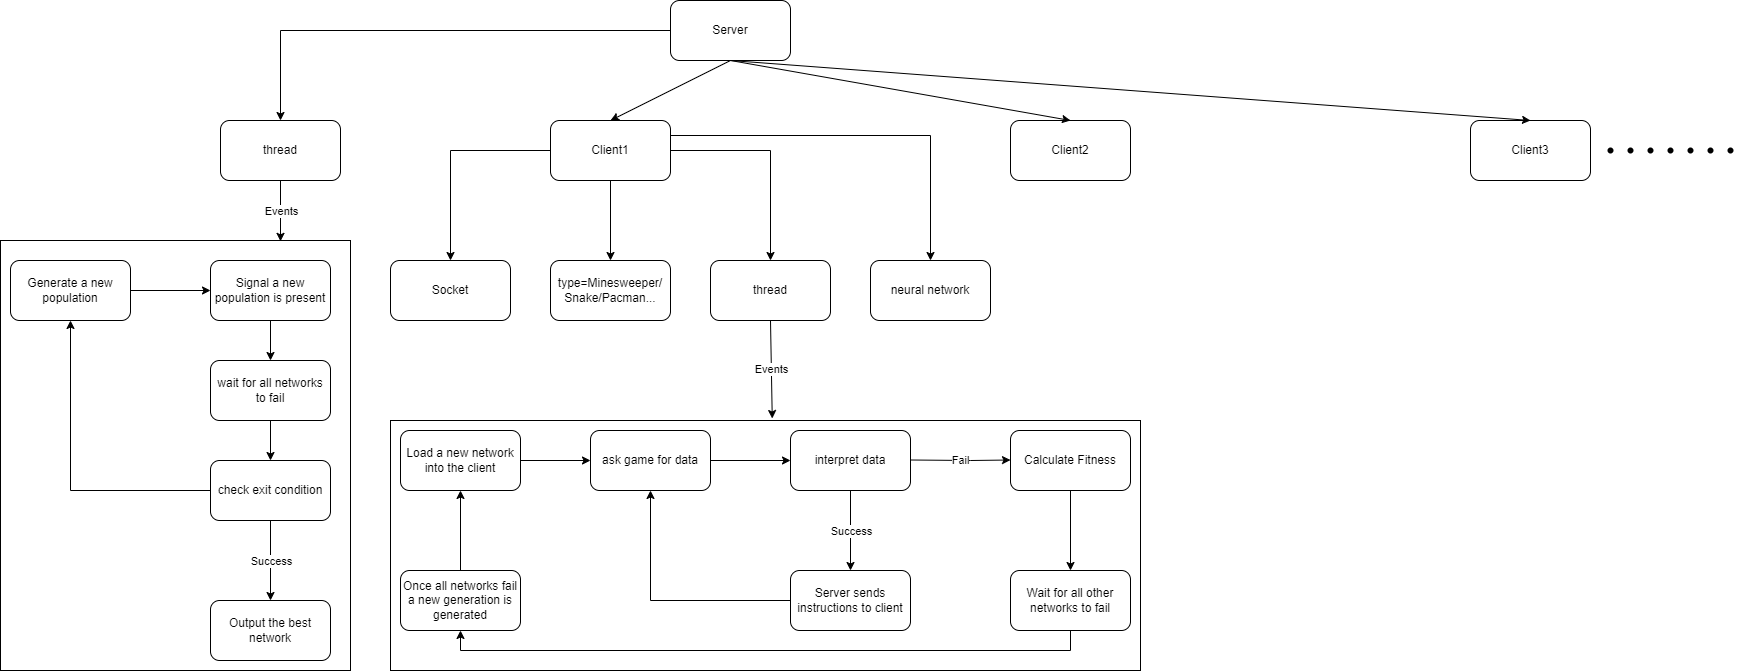 Server
thread
Client1
Client2
Client3
Events
Generate a new
population
Signal a new
population is present
Socket
type=Minesweeper/
Snake/Pacman...
thread
neural network
wait for all networks
to fail
Events
check exit condition
Load a new network
into the client
ask game for data
interpret data
Fail
Calculate Fitness
Success
Success
Output the best
network
Once all networks fail
a new generation is
generated
Server sends
instructions to client
Wait for all other
networks to fail